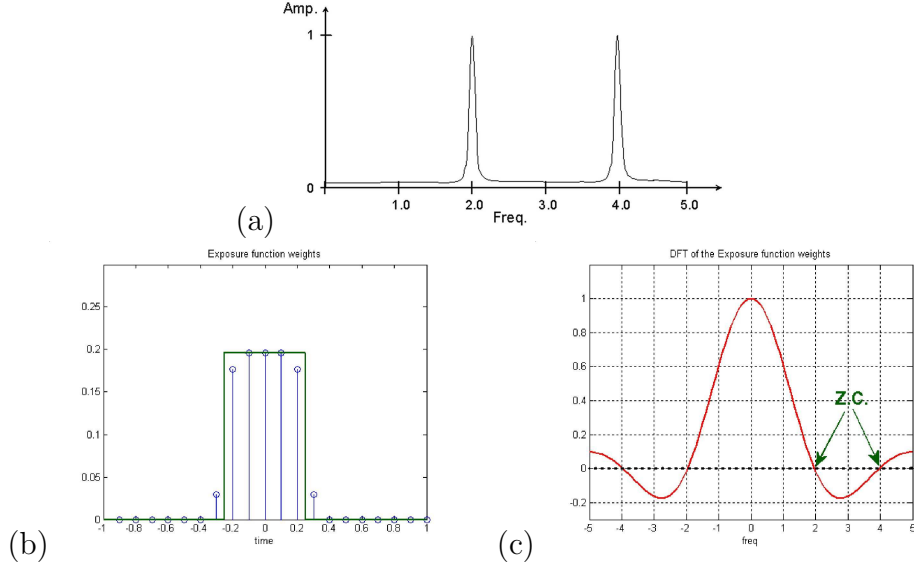 Amp.
1
0
1.0 2.0 3.0 4.0 5.0
Freq.
(a)
Exposure function weights
0.25
0.2
0.15
0.1
0.05
0
-1 -0.8 -0.6 -0.4 -0.2 0 0.2 0.4 0.6 0.8 1
time
(b)
DFT of the Exposure function weights
1
0.8
0.6
0.4
0.2
0
-0.2
Z.C.
-5 -4 -3 -2 -1 0 1 2 3 4 5
freq
(c)